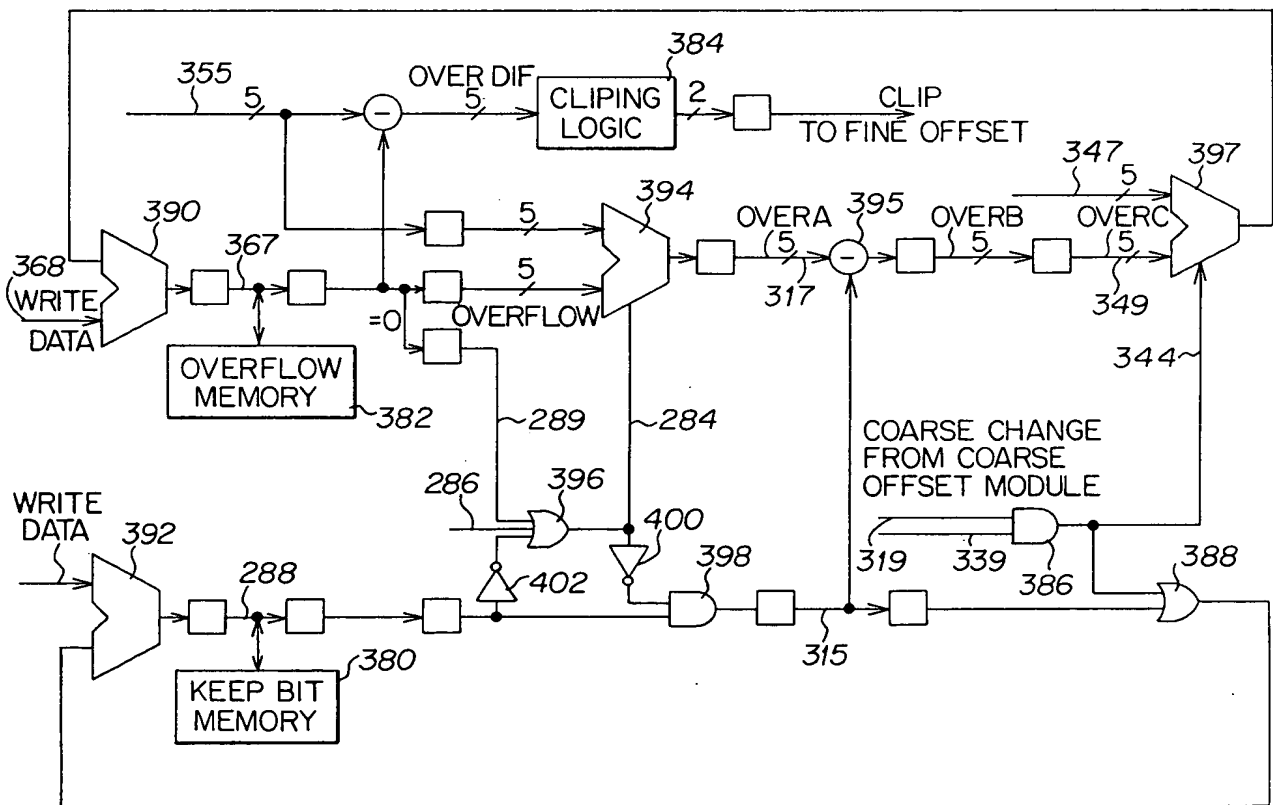 384
355
5
OVER DIF
5
CLIPING
LOGIC
2
CLIP
TO FINE OFFSET
397
347
5
390
394
395
5
OVERA
5
OVERB
5
OVERC
5
368
WRITE
DATA
367
5
317
349
=0
OVERFLOW
OVERFLOW
MEMORY
382
344
289
284
COARSE CHANGE
FROM COARSE
OFFSET MODULE
286
396
400
WRITE
DATA
392
319
339
386
388
398
402
288
315
380
KEEP BIT
MEMORY